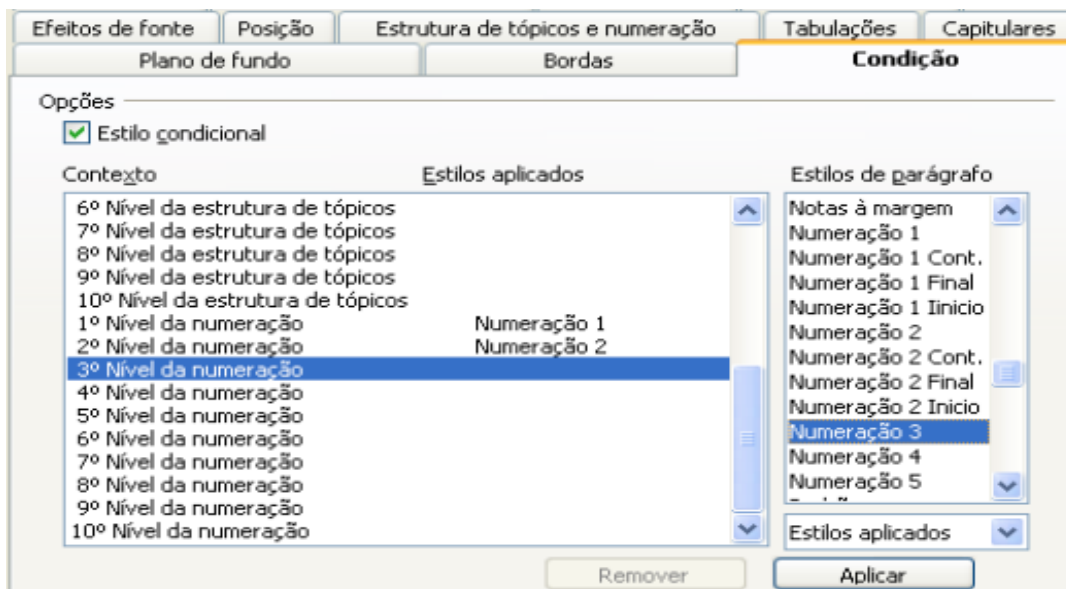 Efeitos de fonte Posição Estrutura de tópicos e numeração Tabulações Capitulares
Plano de fundo Bordas Condição
Opções
Estilo condicional
Contexto Estilos aplicados Estilos de parágrafo
6º Nível da estrutura de tópicos
7º Nível da estrutura de tópicos
8º Nível da estrutura de tópicos
9º Nível da estrutura de tópicos
10º Nível da estrutura de tópicos
1º Nível da numeração Numeração 1
2º Nível da numeração Numeração 2
3º Nível da numeração
4º Nível da numeração
5º Nível da numeração
6º Nível da numeração
7º Nível da numeração
8º Nível da numeração
9º Nível da numeração
10º Nível da numeração
Notas à margem
Numeração 1
Numeração 1 Cont.
Numeração 1 Final
Numeração 1 Iinicio
Numeração 2
Numeração 2 Cont.
Numeração 2 Final
Numeração 2 Inicio
Numeração 3
Numeração 4
Numeração 5
Estilos aplicados
Remover Aplicar